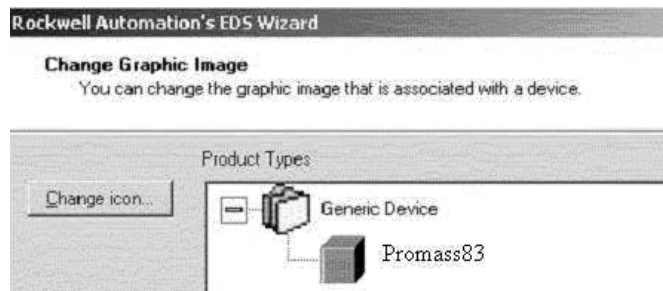 Rockwell Automation's EDS Wizard
Change Graphic Image
You can change the graphic image that is associated with a device.
Product Types
Change icon...
Generic Device
Promass83